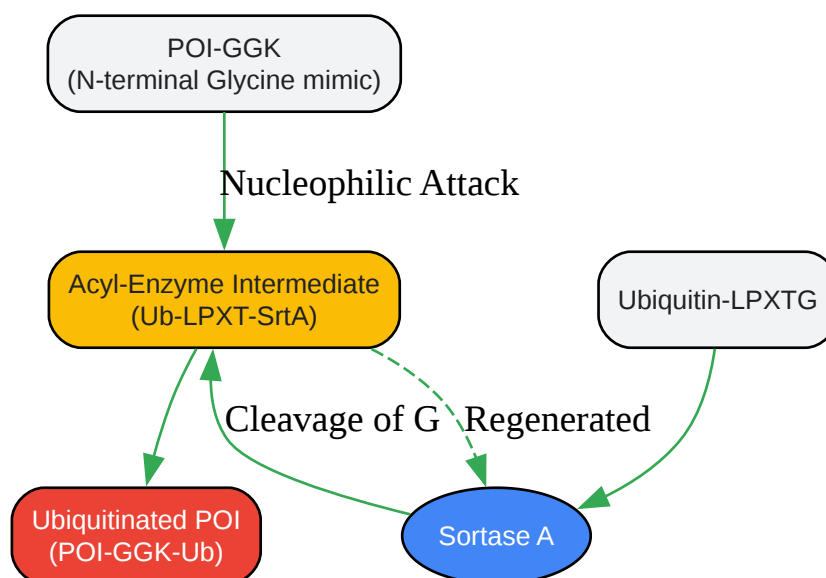 POI-GGK
(N-terminal Glycine mimic)
Nucleophilic Attack
Acyl-Enzyme Intermediate
(Ub-LPXT-SrtA)
Ubiquitin-LPXTG
Cleavage of G
Regenerated
Ubiquitinated POI
(POI-GGK-Ub)
Sortase A